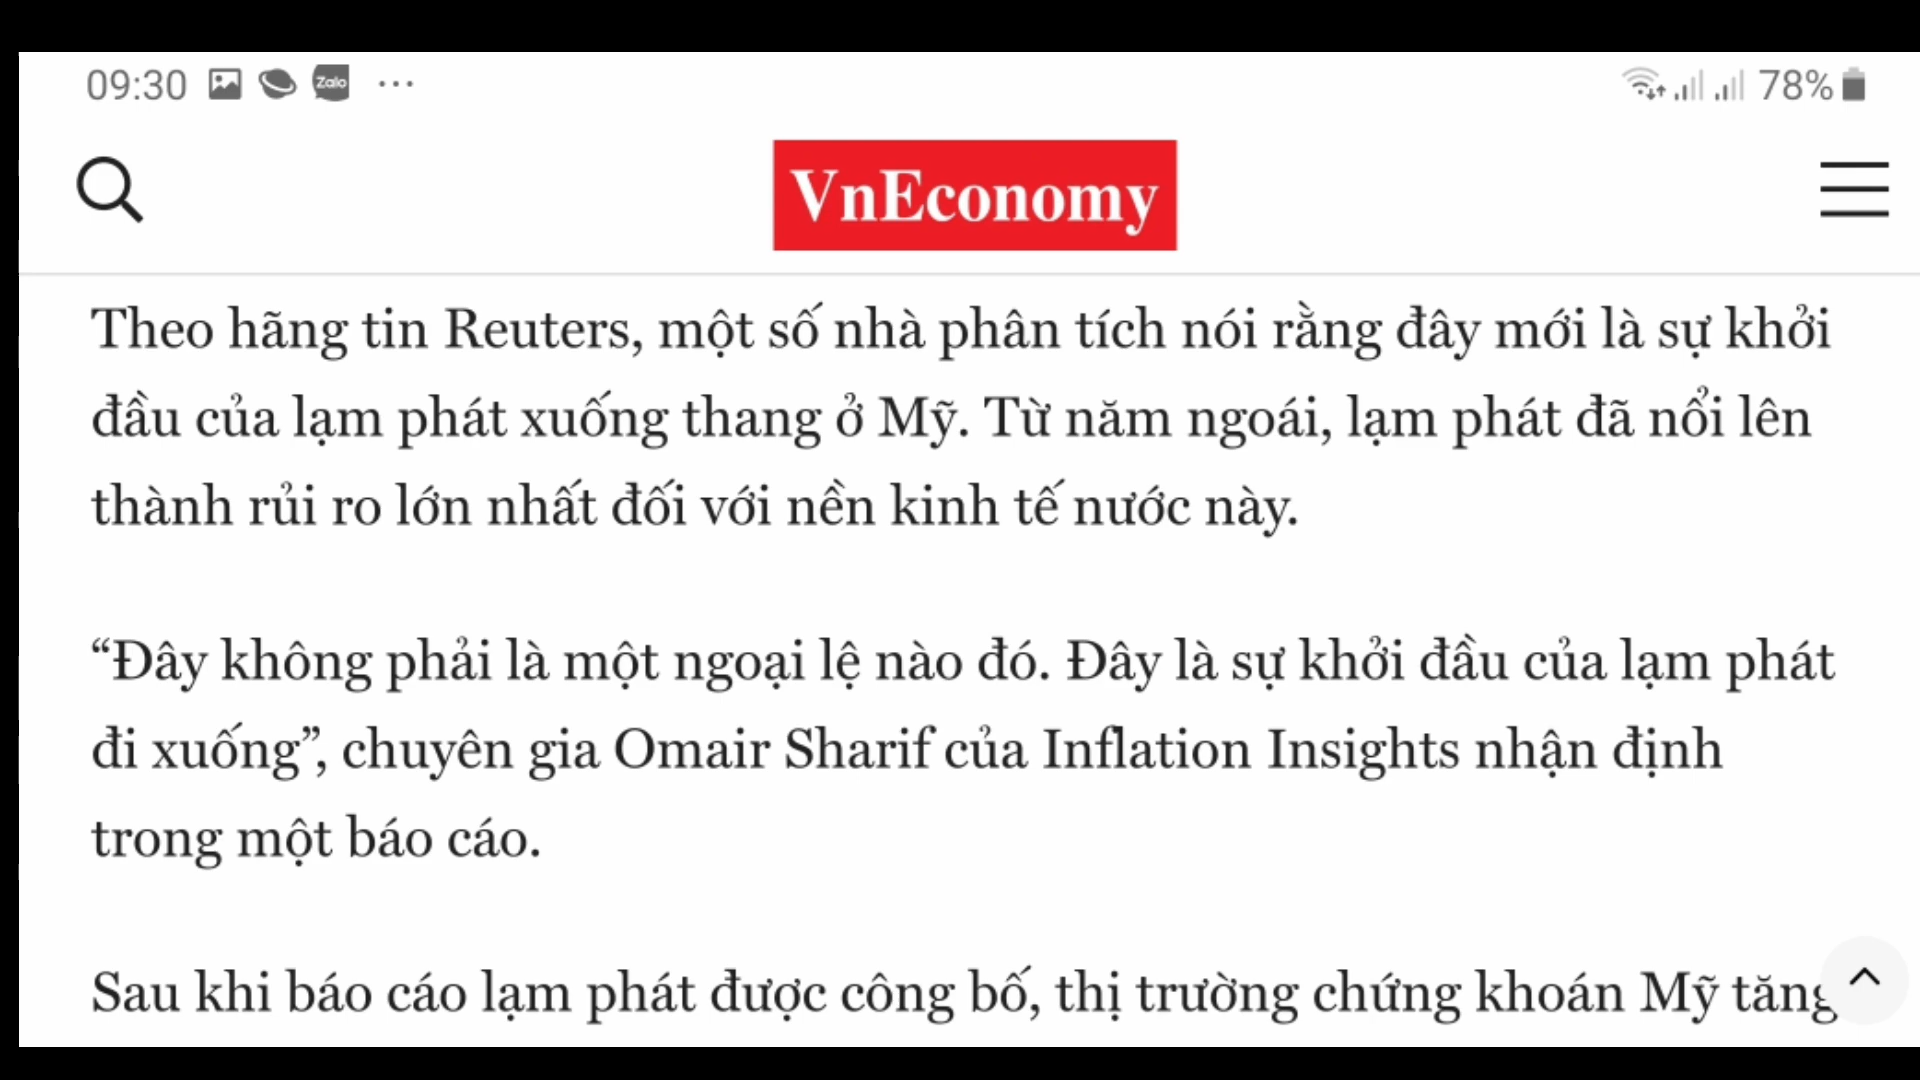 09:30 Zalo ... 78%
VnEconomy
Theo hãng tin Reuters, một số nhà phân tích nói rằng đây mới là sự khởi
đầu của lạm phát xuống thang ở Mỹ. Từ năm ngoái, lạm phát đã nổi lên
thành rủi ro lớn nhất đối với nền kinh tế nước này.
“Đây không phải là một ngoại lệ nào đó. Đây là sự khởi đầu của lạm phát
đi xuống”, chuyên gia Omair Sharif của Inflation Insights nhận định
trong một báo cáo.
Sau khi báo cáo lạm phát được công bố, thị trường chứng khoán Mỹ tăng